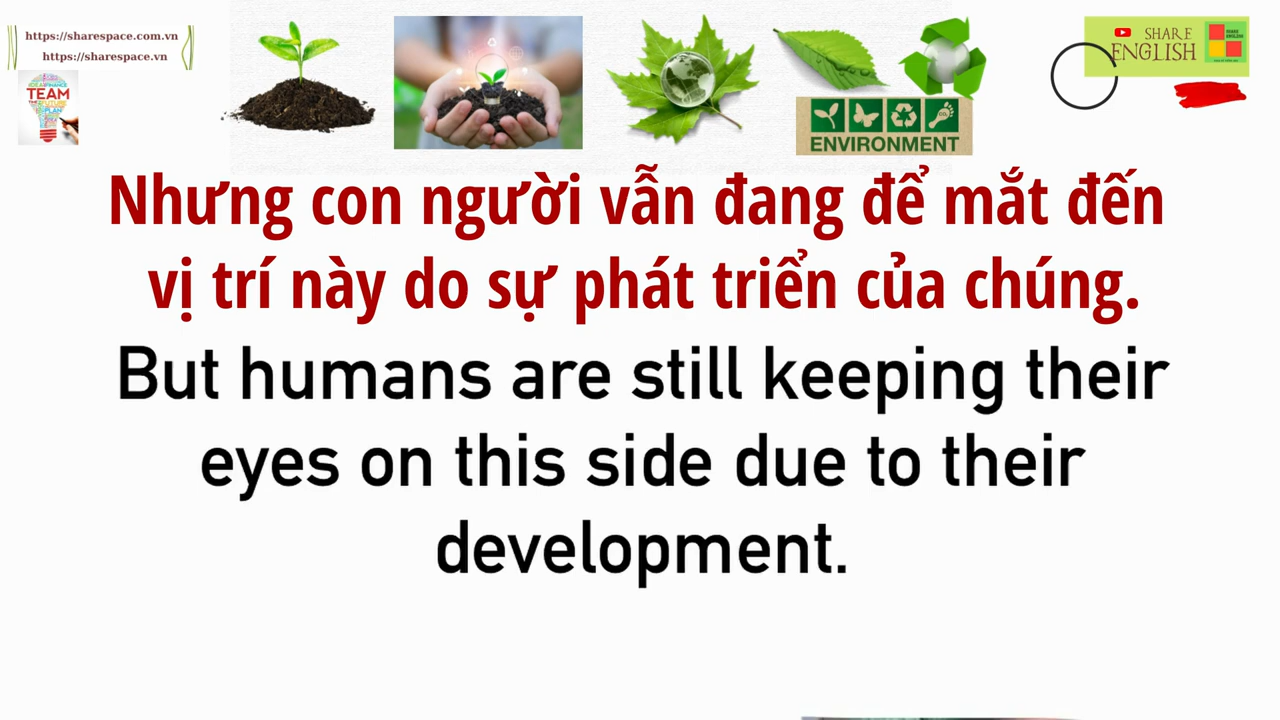 https://sharespace.com.vn
https://sharespace.vn
TEAM
PLAN
ENVIRONMENT
SHARE
ENGLISH
Nhưng con người vẫn đang để mắt đến
vị trí này do sự phát triển của chúng.
But humans are still keeping their
eyes on this side due to their
development.